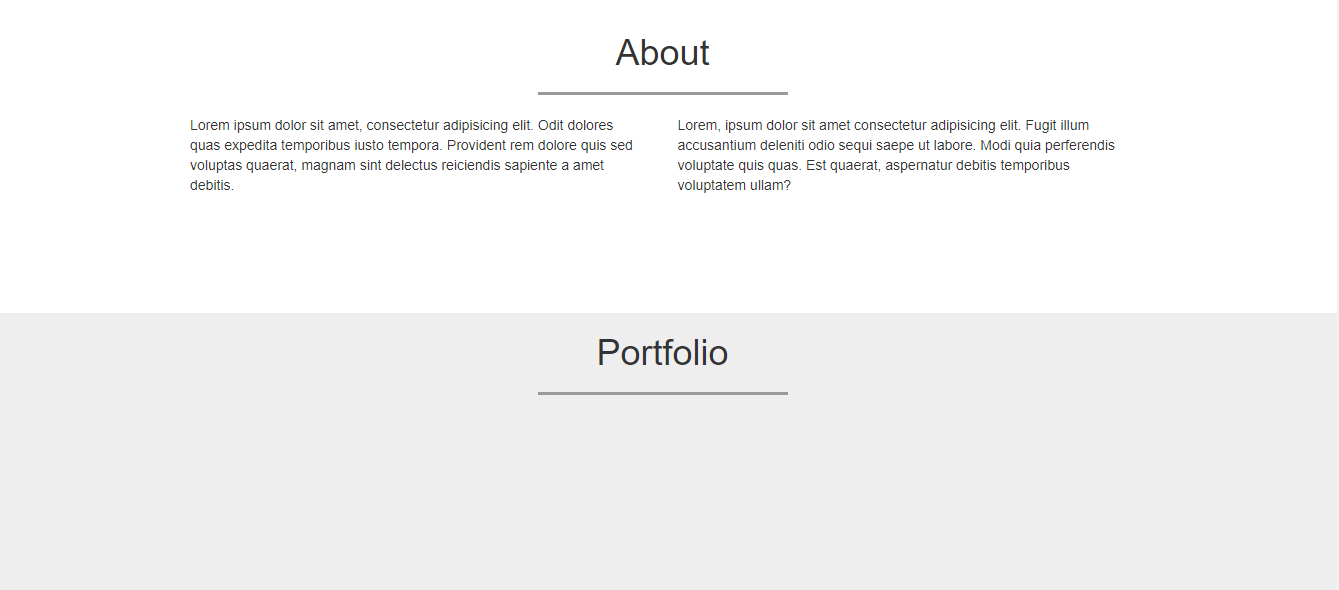 About
Lorem ipsum dolor sit amet, consectetur adipisicing elit. Odit dolores
quas expedita temporibus iusto tempora. Provident rem dolore quis sed
voluptas quaerat, magnam sint delectus reiciendis sapiente a amet
debitis.
Lorem, ipsum dolor sit amet consectetur adipisicing elit. Fugit illum
accusantium deleniti odio sequi saepe ut labore. Modi quia perferendis
voluptate quis quas. Est quaerat, aspernatur debitis temporibus
voluptatem ullam?
Portfolio